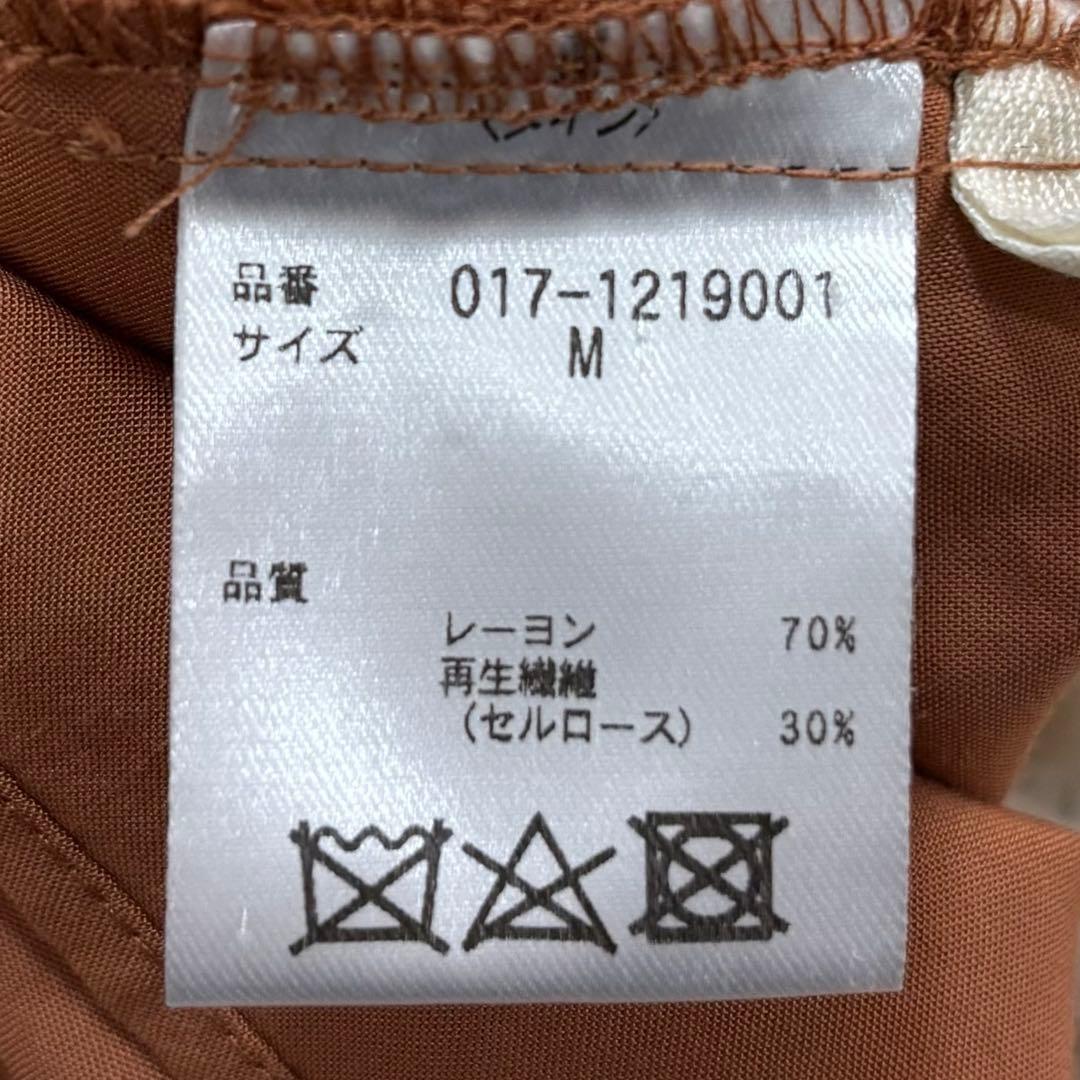 品番 017-1219001
サイズ M
品質
レーヨン 70%
再生繊維
(セルロース) 30%